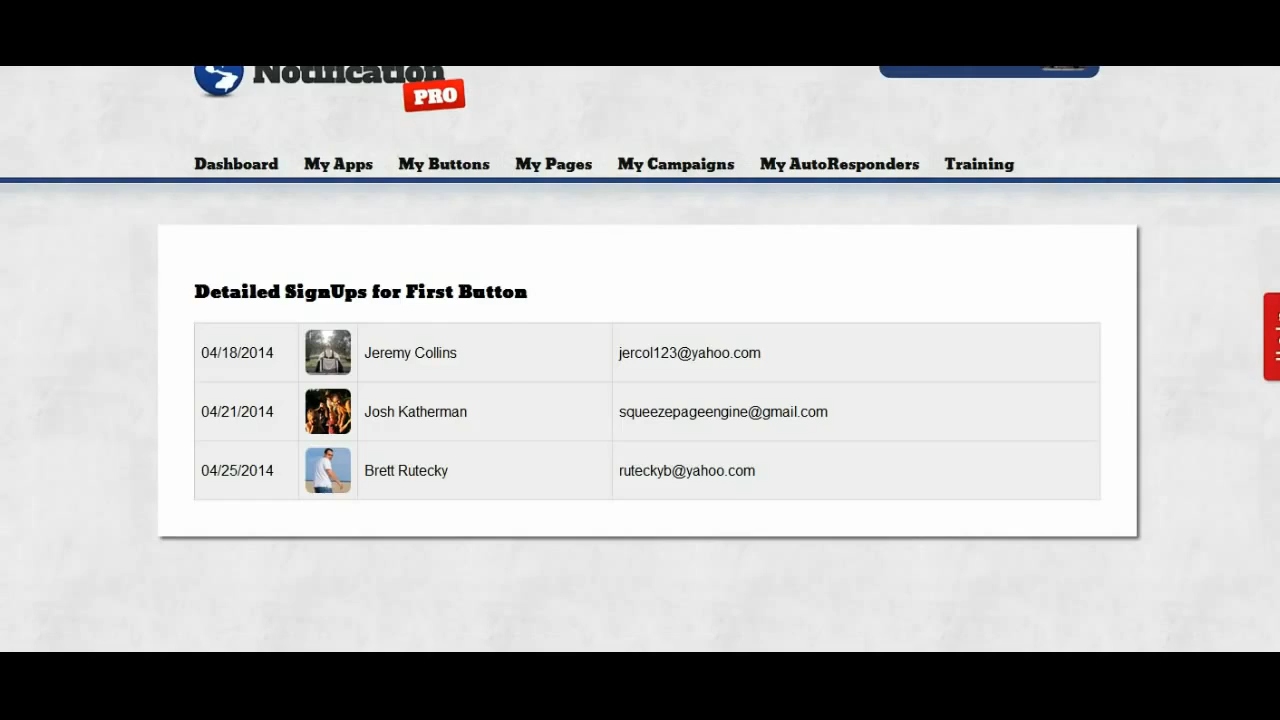 Notification
PRO
Dashboard My Apps My Buttons My Pages My Campaigns My AutoResponders Training
Detailed SignUps for First Button
04/18/2014 Jeremy Collins jercol123@yahoo.com
04/21/2014 Josh Katherman squeezepageengine@gmail.com
04/25/2014 Brett Rutecky ruteckyb@yahoo.com